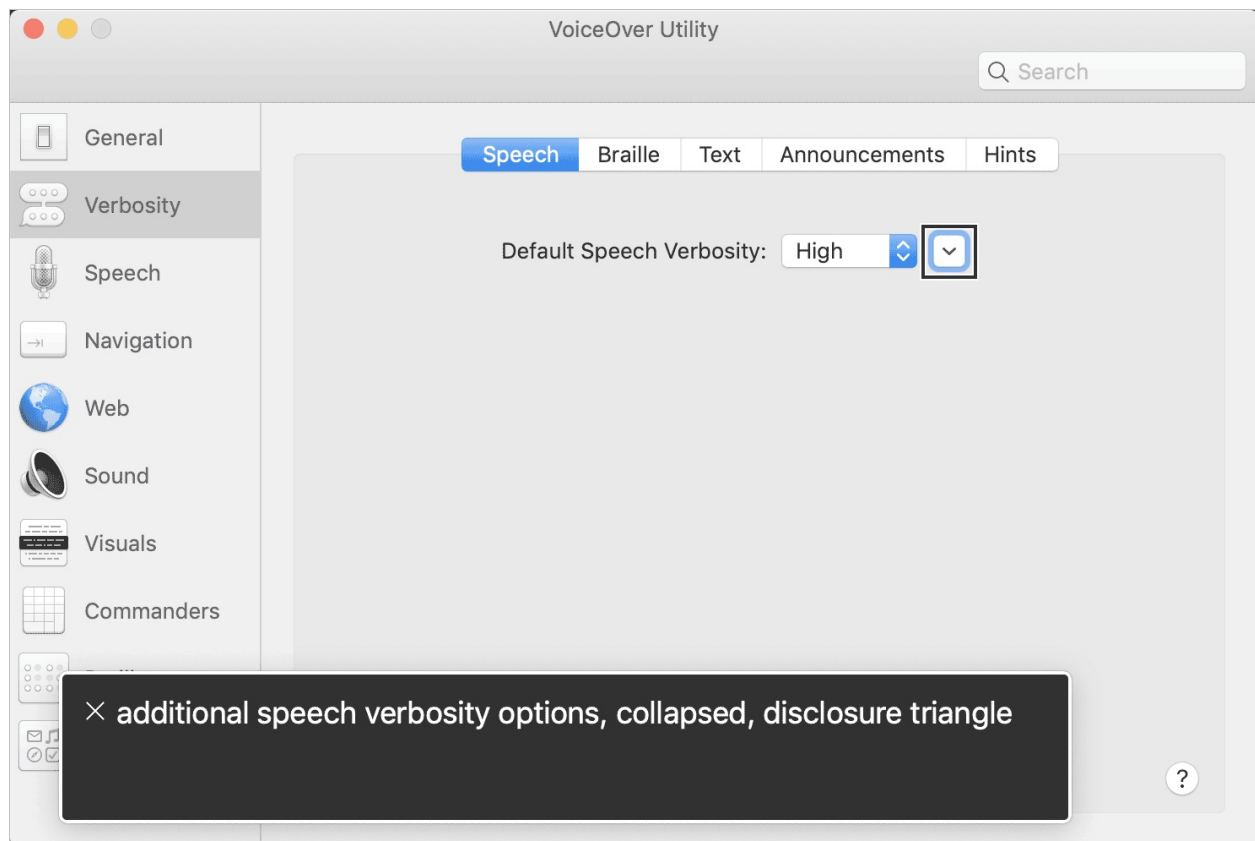 VoiceOver Utility
Search
General
Verbosity
Speech
Navigation
Web
Sound
Visuals
Commanders
Speech Braille Text Announcements Hints
Default Speech Verbosity: High
additional speech verbosity options, collapsed, disclosure triangle
?